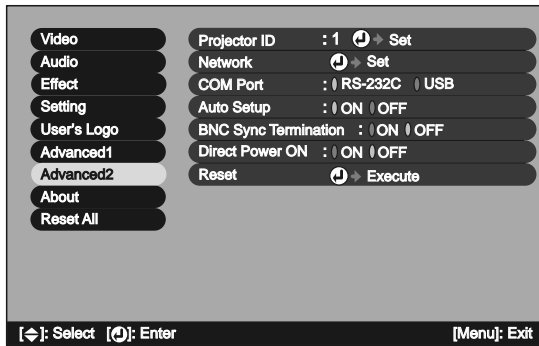 Video
Audio
Effect
Setting
User's Logo
Advanced1
Advanced2
About
Reset All
Projector ID : 1 Set
Network Set
COM Port : RS-232C USB
Auto Setup : ON OFF
BNC Sync Termination : ON OFF
Direct Power ON : ON OFF
Reset Execute
[ ]: Select [ ]: Enter [Menu]: Exit